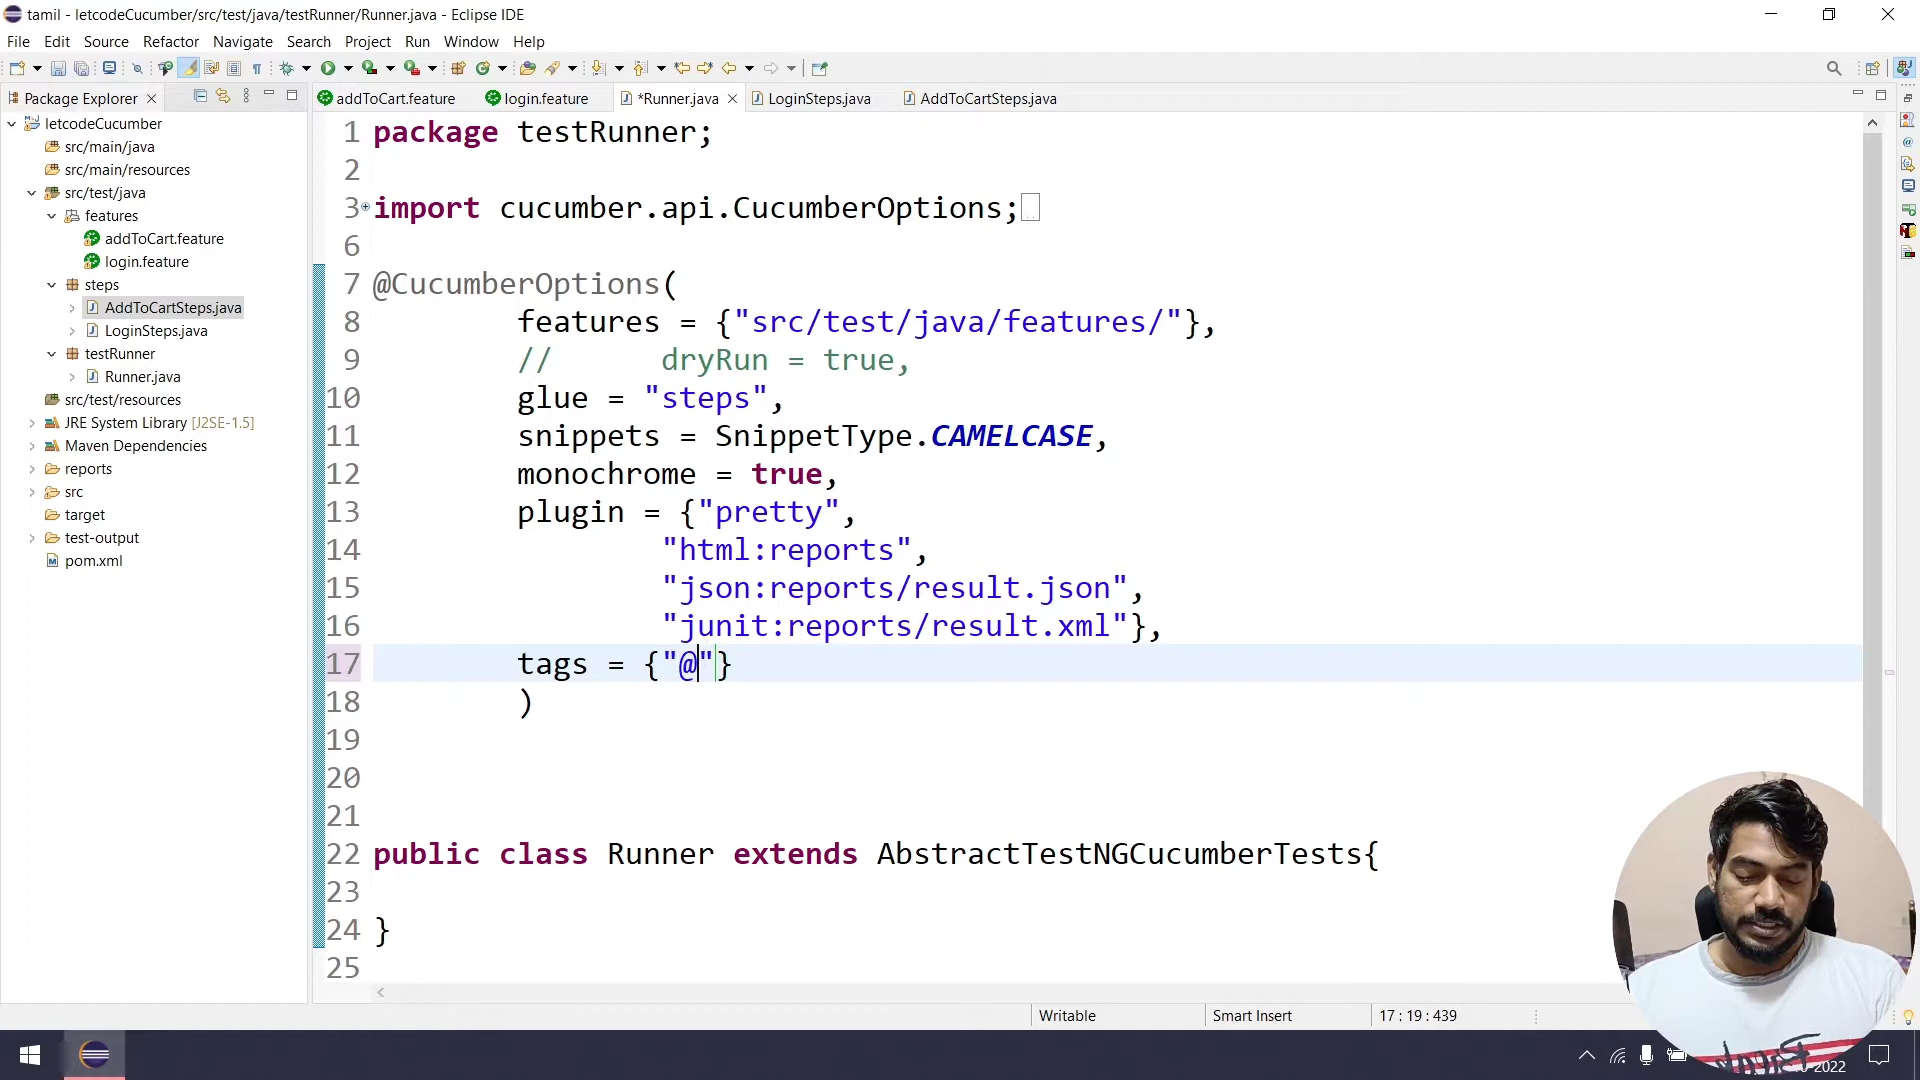 tamil - letcodeCucumber/src/test/java/testRunner/Runner.java - Eclipse IDE
File Edit Source Refactor Navigate Search Project Run Window Help
Package Explorer
addToCart.feature
login.feature
*Runner.java
LoginSteps.java
AddToCartSteps.java
letcodeCucumber
src/main/java
src/main/resources
src/test/java
features
addToCart.feature
login.feature
steps
AddToCartSteps.java
LoginSteps.java
testRunner
Runner.java
src/test/resources
JRE System Library [J2SE-1.5]
Maven Dependencies
reports
src
target
test-output
pom.xml
1 package testRunner;
2
3 import cucumber.api.CucumberOptions;
6
7 @CucumberOptions(
8 features = {"src/test/java/features/"},
9 // dryRun = true,
10 glue = "steps",
11 snippets = SnippetType.CAMELCASE,
12 monochrome = true,
13 plugin = {"pretty",
14 "html:reports",
15 "json:reports/result.json",
16 "junit:reports/result.xml"},
17 tags = {"@"}
18 )
19
20
21
22 public class Runner extends AbstractTestNGCucumberTests{
23
24 }
25
Writable
Smart Insert
17 : 19 : 439
-2022